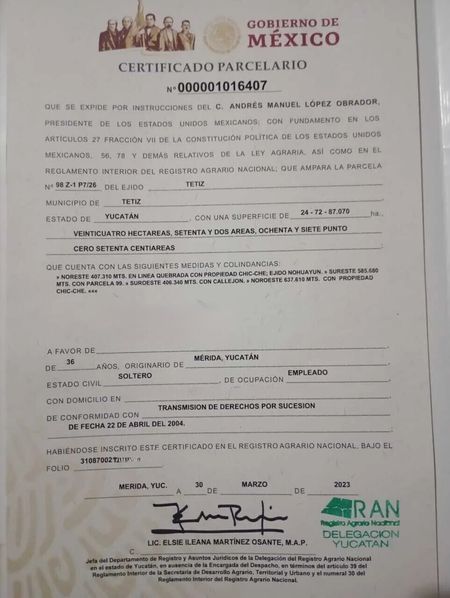 GOBIERNO DE
MÉXICO
CERTIFICADO PARCELARIO
N° 000001016407
QUE SE EXPIDE POR INSTRUCCIONES DEL C. ANDRÉS MANUEL LÓPEZ OBRADOR,
PRESIDENTE DE LOS ESTADOS UNIDOS MEXICANOS; CON FUNDAMENTO EN LOS
ARTÍCULOS 27 FRACCIÓN VII DE LA CONSTITUCIÓN POLÍTICA DE LOS ESTADOS UNIDOS
MEXICANOS, 56, 78 Y DEMÁS RELATIVOS DE LA LEY AGRARIA, ASÍ COMO EN EL
REGLAMENTO INTERIOR DEL REGISTRO AGRARIO NACIONAL; QUE AMPARA LA PARCELA
N° 98 Z-1 P7/26 DEL EJIDO TETIZ
MUNICIPIO DE TETIZ
ESTADO DE YUCATÁN, CON UNA SUPERFICIE DE 24 - 72 - 87.070 ha.,
VEINTICUATRO HECTAREAS, SETENTA Y DOS AREAS, OCHENTA Y SIETE PUNTO
CERO SETENTA CENTIAREAS
QUE CUENTA CON LAS SIGUIENTES MEDIDAS Y COLINDANCIAS:
» NORESTE 407.310 MTS. EN LINEA QUEBRADA CON PROPIEDAD CHIC-CHE; EJIDO NOHUAYUN. » SURESTE 585.680
MTS. CON PARCELA 99. » SUROESTE 409.340 MTS. CON CALLEJON. » NOROESTE 637.610 MTS. CON PROPIEDAD
CHIC-CHE. «««
A FAVOR DE
DE 36 AÑOS, ORIGINARIO DE MÉRIDA, YUCATÁN
ESTADO CIVIL SOLTERO, DE OCUPACIÓN EMPLEADO
CON DOMICILIO EN
DE CONFORMIDAD CON TRANSMISION DE DERECHOS POR SUCESION
DE FECHA 22 DE ABRIL DEL 2004.
HABIÉNDOSE INSCRITO ESTE CERTIFICADO EN EL REGISTRO AGRARIO NACIONAL, BAJO EL
FOLIO
MERIDA, YUC. A 30 DE MARZO DE 2023
RAN
Registro Agrario Nacional
DELEGACION
YUCATAN
LIC. ELSIE ILEANA MARTÍNEZ OSANTE, M.A.P.
C
Jefa del Departamento de Registro y Asuntos Jurídicos de la Delegación del Registro Agrario Nacional
en el estado de Yucatán, en ausencia de la Encargada del Despacho, en términos del artículo 39 del
Reglamento Interior de la Secretaría de Desarrollo Agrario, Territorial y Urbano y el numeral 30 del
Reglamento Interior del Registro Agrario Nacional.